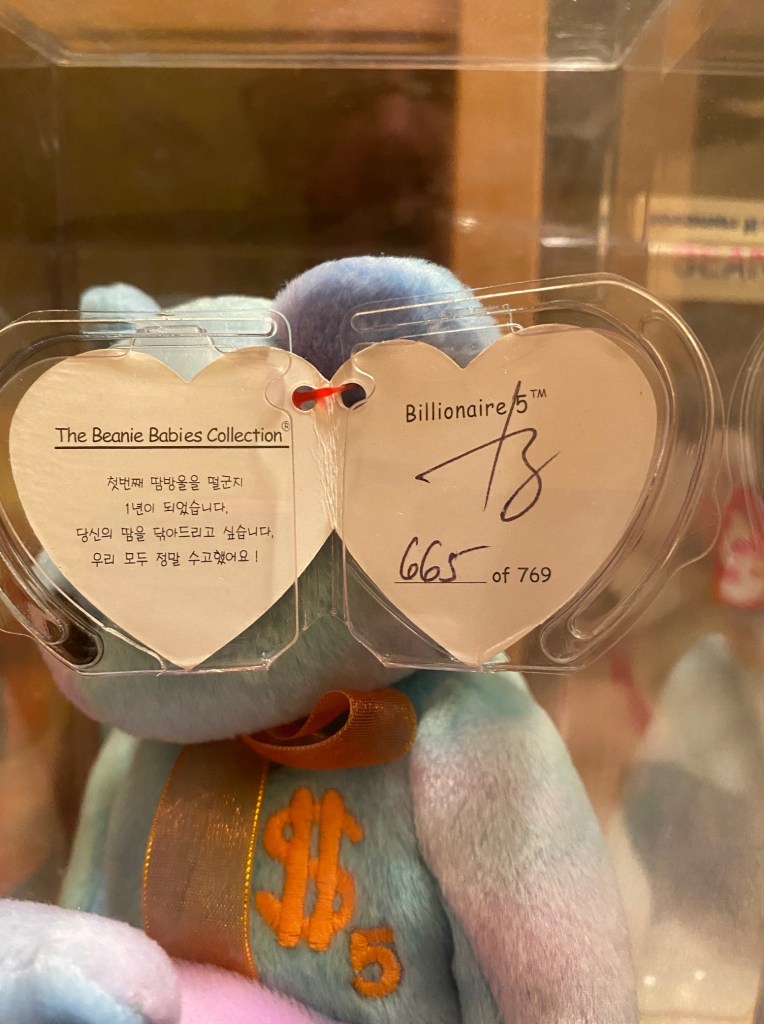 The Beanie Babies Collection®
첫번째 땀방울을 떨군지
1년이 되었습니다.
당신의 땀을 닦아드리고 싶습니다.
우리 모두 정말 수고했어요!
Billionaire 5™
665 of 769
$
5